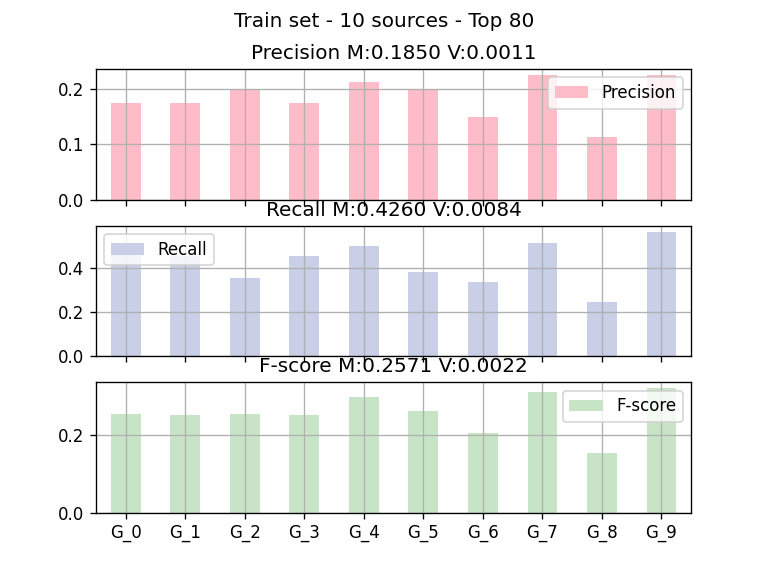 Train set - 10 sources - Top 80
Precision M:0.1850 V:0.0011
0.2
0.1
0.0
Precision
Recall M:0.4260 V:0.0084
0.4
0.2
0.0
Recall
F-score M:0.2571 V:0.0022
0.2
0.0
F-score
G_0 G_1 G_2 G_3 G_4 G_5 G_6 G_7 G_8 G_9